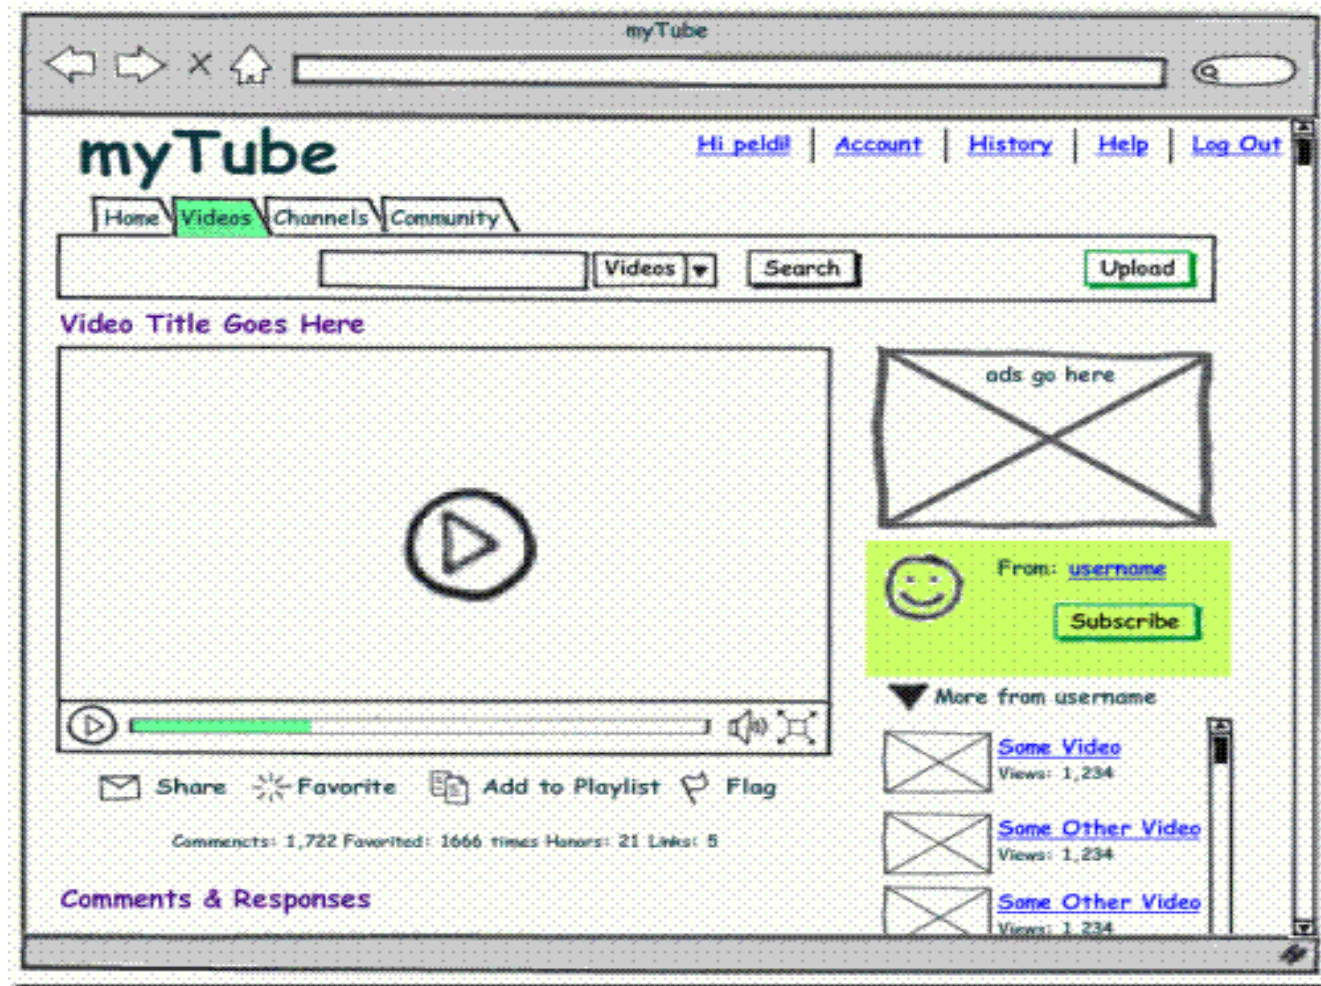 myTube
myTube
Hi peldi! | Account | History | Help | Log Out
Home Videos Channels Community
Videos Search Upload
Video Title Goes Here
ads go here
From: username
Subscribe
More from username
Some Video
Views: 1,234
Share Favorite Add to Playlist Flag
Some Other Video
Commencts: 1,722 Favorited: 1666 times Honors: 21 Links: 5
Views: 1,234
Comments & Responses
Some Other Video
Views: 1,234